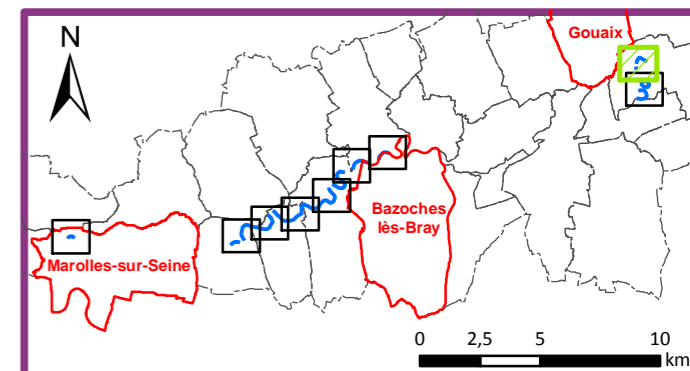 Gouaix
N
Bazoches
lès-Bray
Marolles-sur-Seine
0 2,5 5 10
km